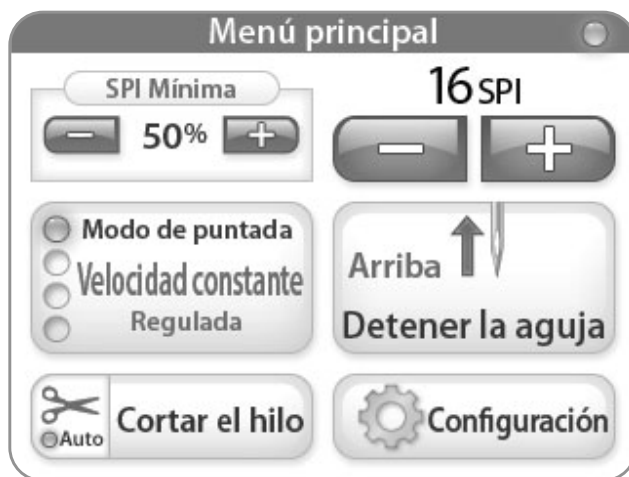 Menú principal
SPI Mínima
50%
16 SPI
Modo de puntada
Velocidad constante
Regulada
Arriba
Detener la aguja
Auto
Cortar el hilo
Configuración